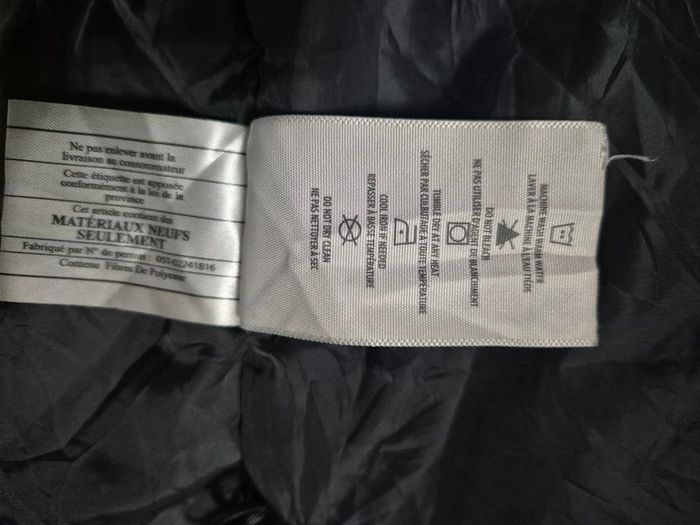 Ne pas enlever avant la
livraison au consommateur
Cette étiquette est apposée
conformément à la loi de la
province
Cet article contient des
MATÉRIAUX NEUFS
SEULEMENT
Fabriqué par N° de permis : 051-02241816
Contenu Fibres De Polyester
MACHINE WASH WARM WATER
LAVER À LA MACHINE À L'EAU TIÈDE
DO NOT BLEACH
NE PAS UTILISER D'AGENT DE BLANCHIMENT
TUMBLE DRY AT ANY HEAT
SÉCHER PAR CULBUTAGE À TOUTE TEMPÉRATURE
COOL IRON IF NEEDED
REPASSER À BASSE TEMPÉRATURE
DO NOT DRY CLEAN
NE PAS NETTOYER À SEC